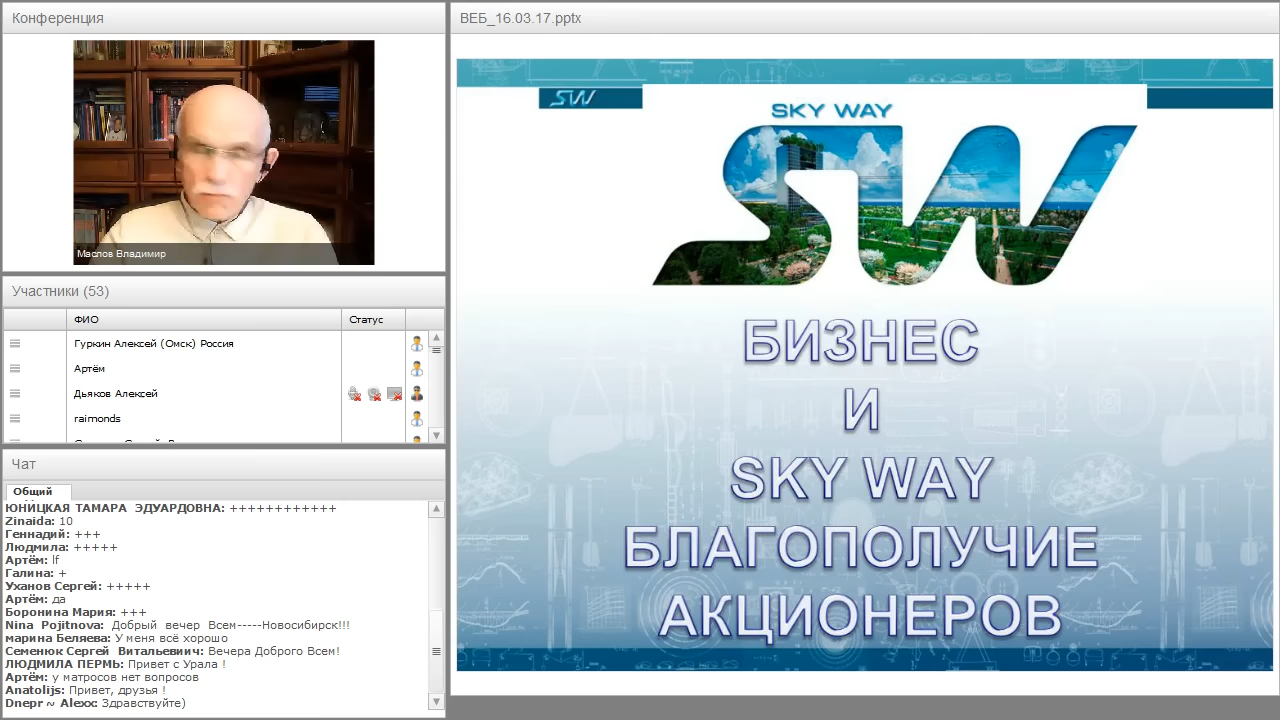 Конференция
Маслов Владимир
Участники (53)
ФИО
Статус
Гуркин Алексей (Омск) Россия
Артём
Дьяков Алексей
raimonds
Чат
Общий
ЮНИЦКАЯ ТАМАРА ЭДУАРДОВНА: ++++++++++++
Zinaida: 10
Геннадий: +++
Людмила: +++++
Артём: lf
Галина: +
Уханов Сергей: +++++
Артём: да
Боронина Мария: +++
Nina Pojitnova: Добрый вечер Всем-----Новосибирск!!!
марина Беляева: У меня всё хорошо
Семенюк Сергей Витальевиич: Вечера Доброго Всем!
ЛЮДМИЛА ПЕРМЬ: Привет с Урала !
Артём: у матросов нет вопросов
Anatolijs: Привет, друзья !
Dnepr ~ Alexx: Здравствуйте)
ВЕБ_16.03.17.pptx
SW
SKY WAY
SW
БИЗНЕС
И
SKY WAY
БЛАГОПОЛУЧИЕ
АКЦИОНЕРОВ